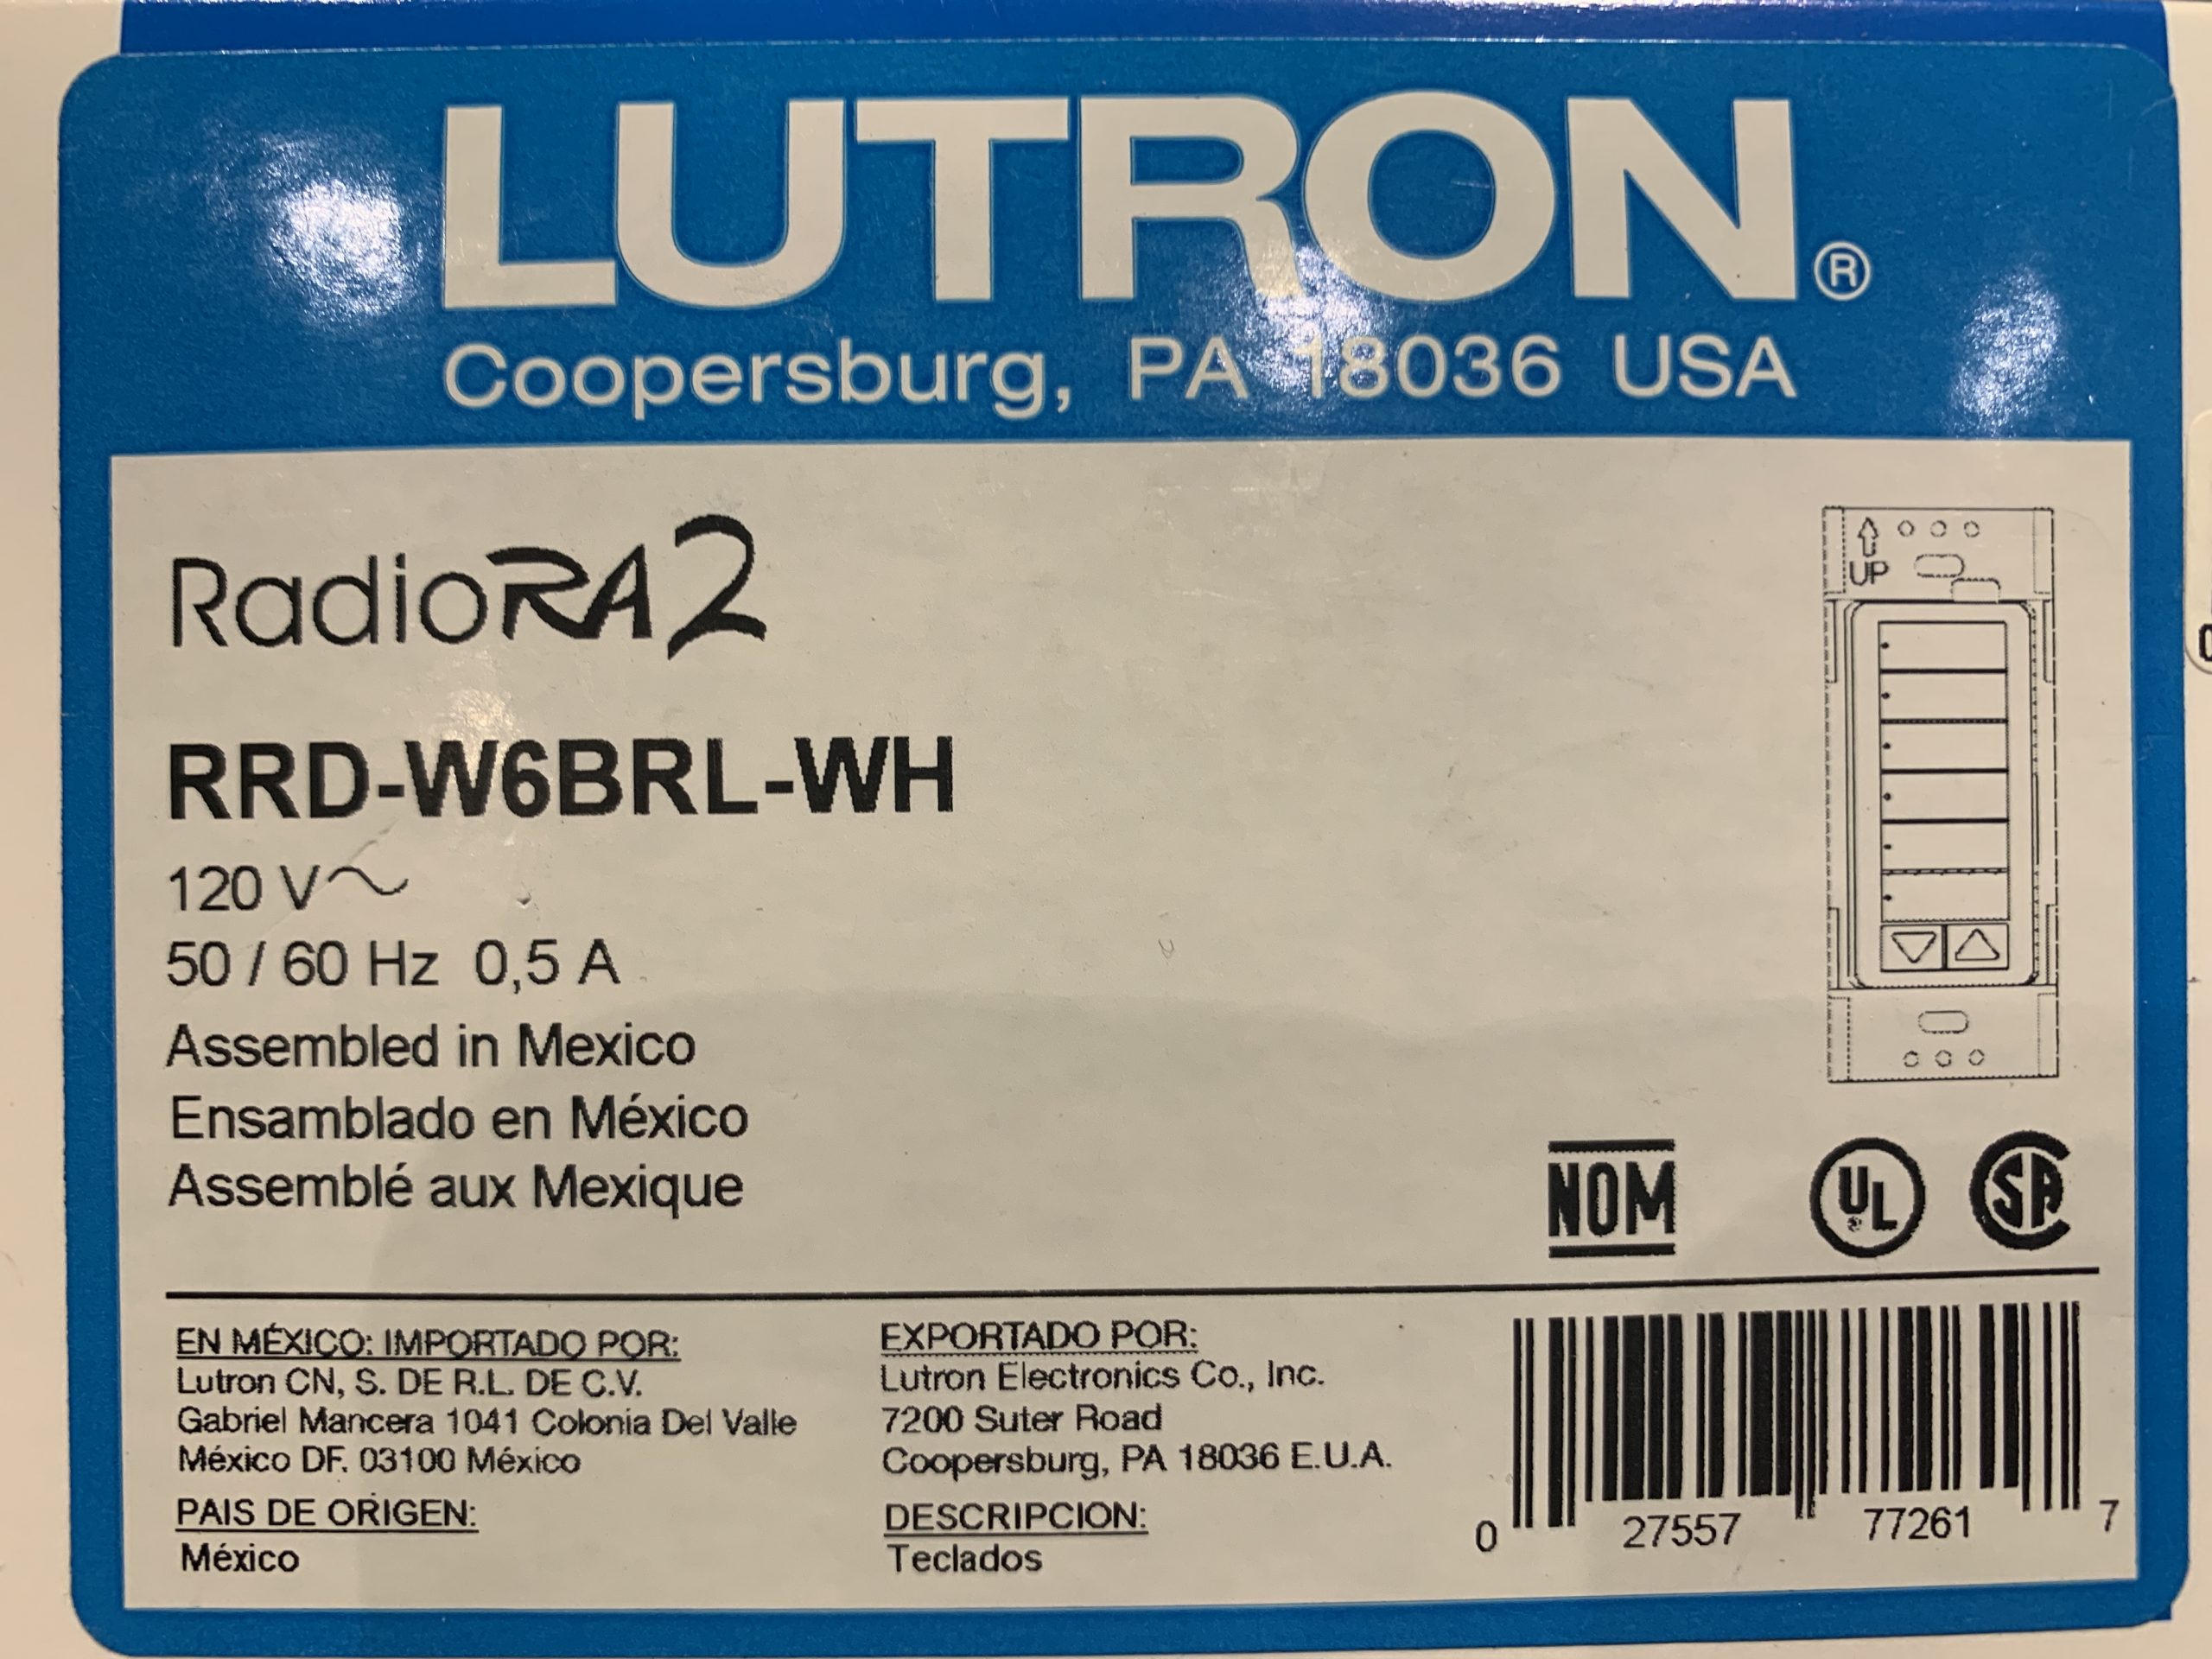 LUTRON®
Coopersburg, PA 18036 USA
RadioRA2
UP
RRD-W6BRL-WH
120 V~
50 / 60 Hz 0,5 A
Assembled in Mexico
Ensamblado en México
Assemblé aux Mexique
NOM
UL
SA
EN MÉXICO: IMPORTADO POR:
Lutron CN, S. DE R.L. DE C.V.
Gabriel Mancera 1041 Colonia Del Valle
México DF. 03100 México
PAIS DE ORIGEN:
México
EXPORTADO POR:
Lutron Electronics Co., Inc.
7200 Suter Road
Coopersburg, PA 18036 E.U.A.
DESCRIPCION:
Teclados
0 27557 77261 7